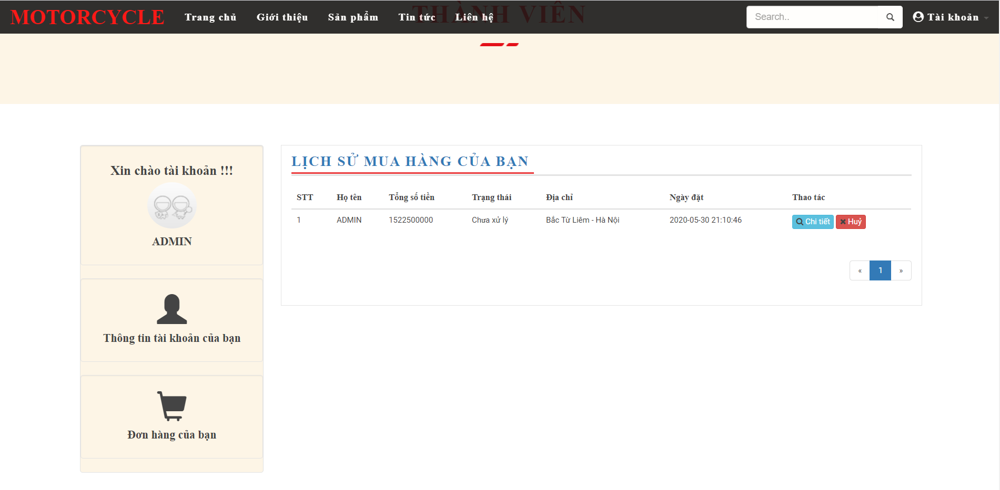 MOTORCYCLE Trang chủ Giới thiệu Sản phẩm Tin tức Liên hệ Search.. Tài khoản
THÀNH VIÊN
Xin chào tài khoản !!!
ADMIN
Thông tin tài khoản của bạn
Đơn hàng của bạn
LỊCH SỬ MUA HÀNG CỦA BẠN
STT Họ tên Tổng số tiền Trạng thái Địa chỉ Ngày đặt Thao tác
1 ADMIN 1522500000 Chưa xử lý Bắc Từ Liêm - Hà Nội 2020-05-30 21:10:46 Chi tiết Huỷ
« 1 »